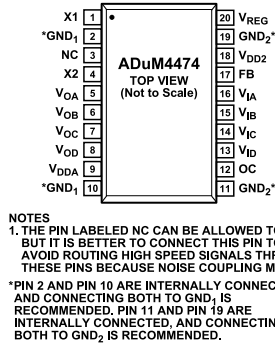 X1 1 20 VREG
*GND1 2 19 GND2*
NC 3 18 VDD2
X2 4 17 FB
VOA 5 16 VIA
VOB 6 15 VIB
VOC 7 14 VIC
VOD 8 13 VID
VDDA 9 12 OC
*GND1 10 11 GND2*
ADuM4474
TOP VIEW
(Not to Scale)
NOTES
1. THE PIN LABELED NC CAN BE ALLOWED
BUT IT IS BETTER TO CONNECT THIS PIN
AVOID ROUTING HIGH SPEED SIGNALS
THESE PINS BECAUSE NOISE COUPLING
*PIN 2 AND PIN 10 ARE INTERNALLY
AND CONNECTING BOTH TO GND1 IS
RECOMMENDED. PIN 11 AND PIN 19 ARE
INTERNALLY CONNECTED, AND
BOTH TO GND2 IS RECOMMENDED.